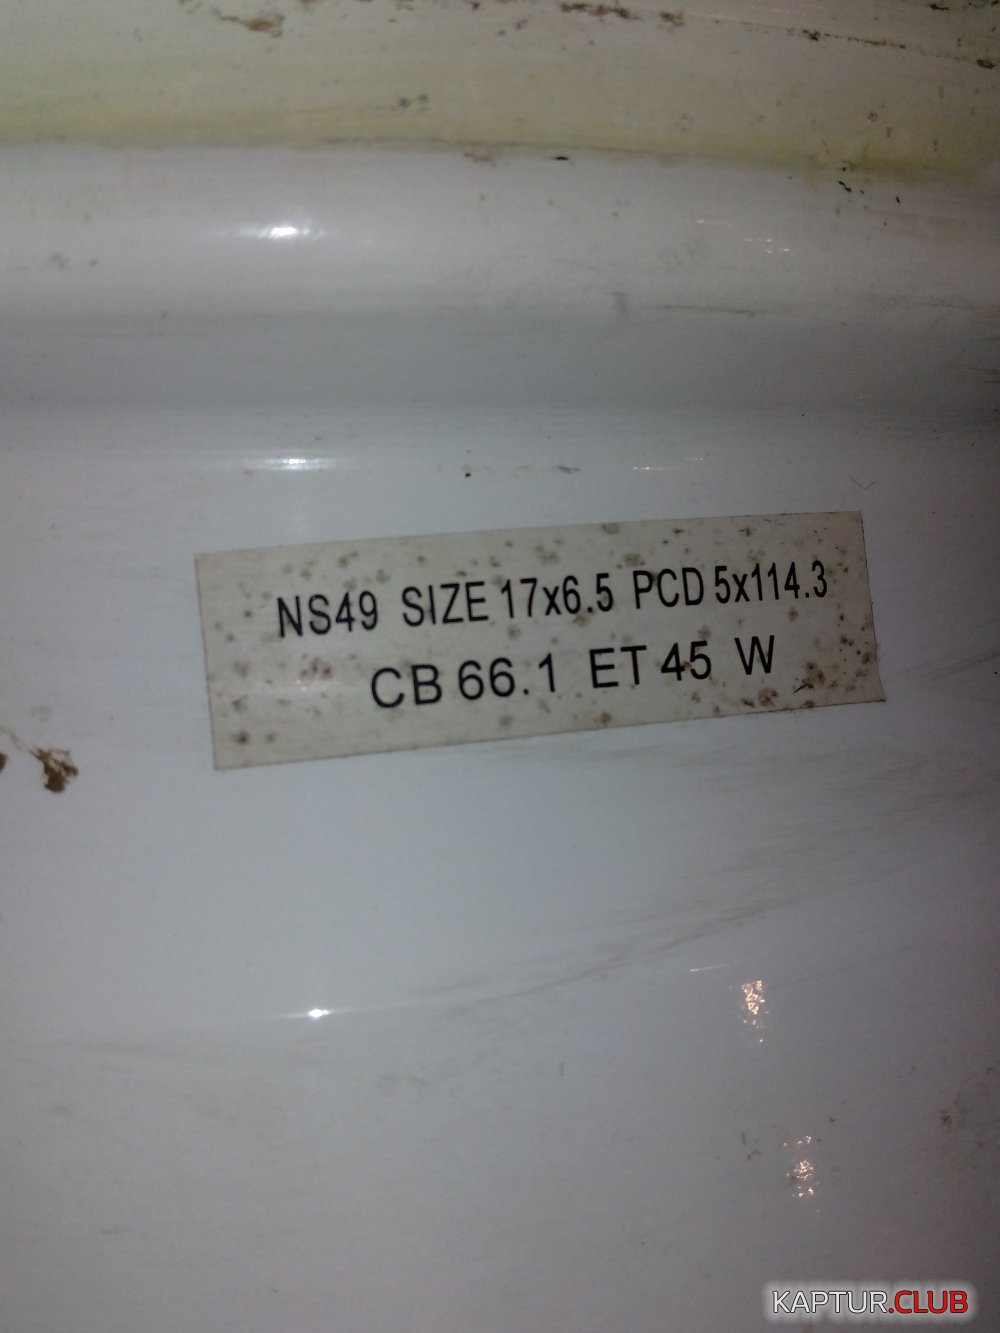 NS49 SIZE 17x6.5 PCD 5x114.3
CB 66.1 ET 45 W
KAPTUR.CLUB